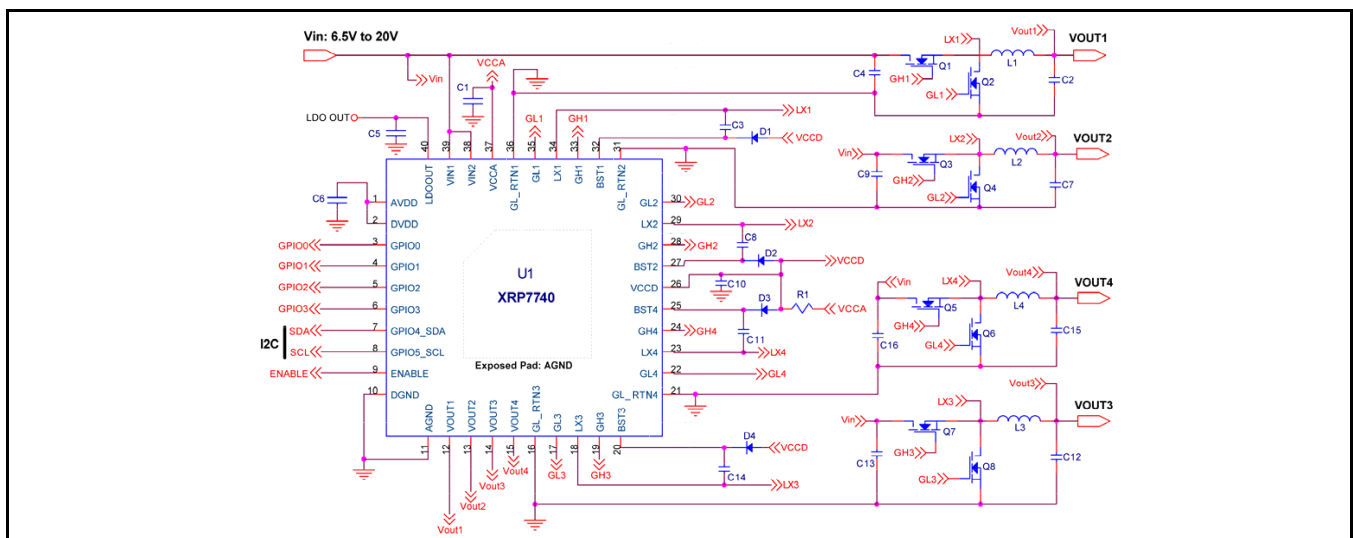 Vin: 6.5V to 20V
Vin
VCCA
C1
LDO OUT
C5
GL1
GH1
LX1
C3
D1
VCCD
C4
Q1
GH1
LX1
Q2
GL1
L1
Vout1
C2
VOUT1
Vin
C9
Q3
GH2
LX2
Q4
GL2
L2
Vout2
C7
VOUT2
40 39 38 37 36 35 34 33 32 31
LDOOUT
VIN1
VIN2
VCCA
GL_RTN1
GL1
LX1
GH1
BST1
GL_RTN2
C6
1 AVDD
2 DVDD
GPIO0 3 GPIO0
GPIO1 4 GPIO1
GPIO2 5 GPIO2
GPIO3 6 GPIO3
I2C
SDA 7 GPIO4_SDA
SCL 8 GPIO5_SCL
ENABLE 9 ENABLE
10 DGND
U1
XRP7740
Exposed Pad: AGND
GL2 30 GL2
LX2 29 LX2
C8
GH2 28 GH2
BST2 27 D2
VCCD
VCCD 26 C10
BST4 25 D3 R1 VCCA
GH4 24 GH4
C11
LX4 23 LX4
GL4 22 GL4
GL_RTN4 21
Vin
C16
Q5
GH4
LX4
Q6
GL4
L4
Vout4
C15
VOUT4
AGND
VOUT1
VOUT2
VOUT3
VOUT4
GL_RTN3
GL3
LX3
GH3
BST3
11 12 13 14 15 16 17 18 19 20
Vout1
Vout2
Vout3
Vout4
GL3
GH3
D4
VCCD
C14
LX3
Vin
C13
Q7
GH3
LX3
Q8
GL3
L3
Vout3
C12
VOUT3